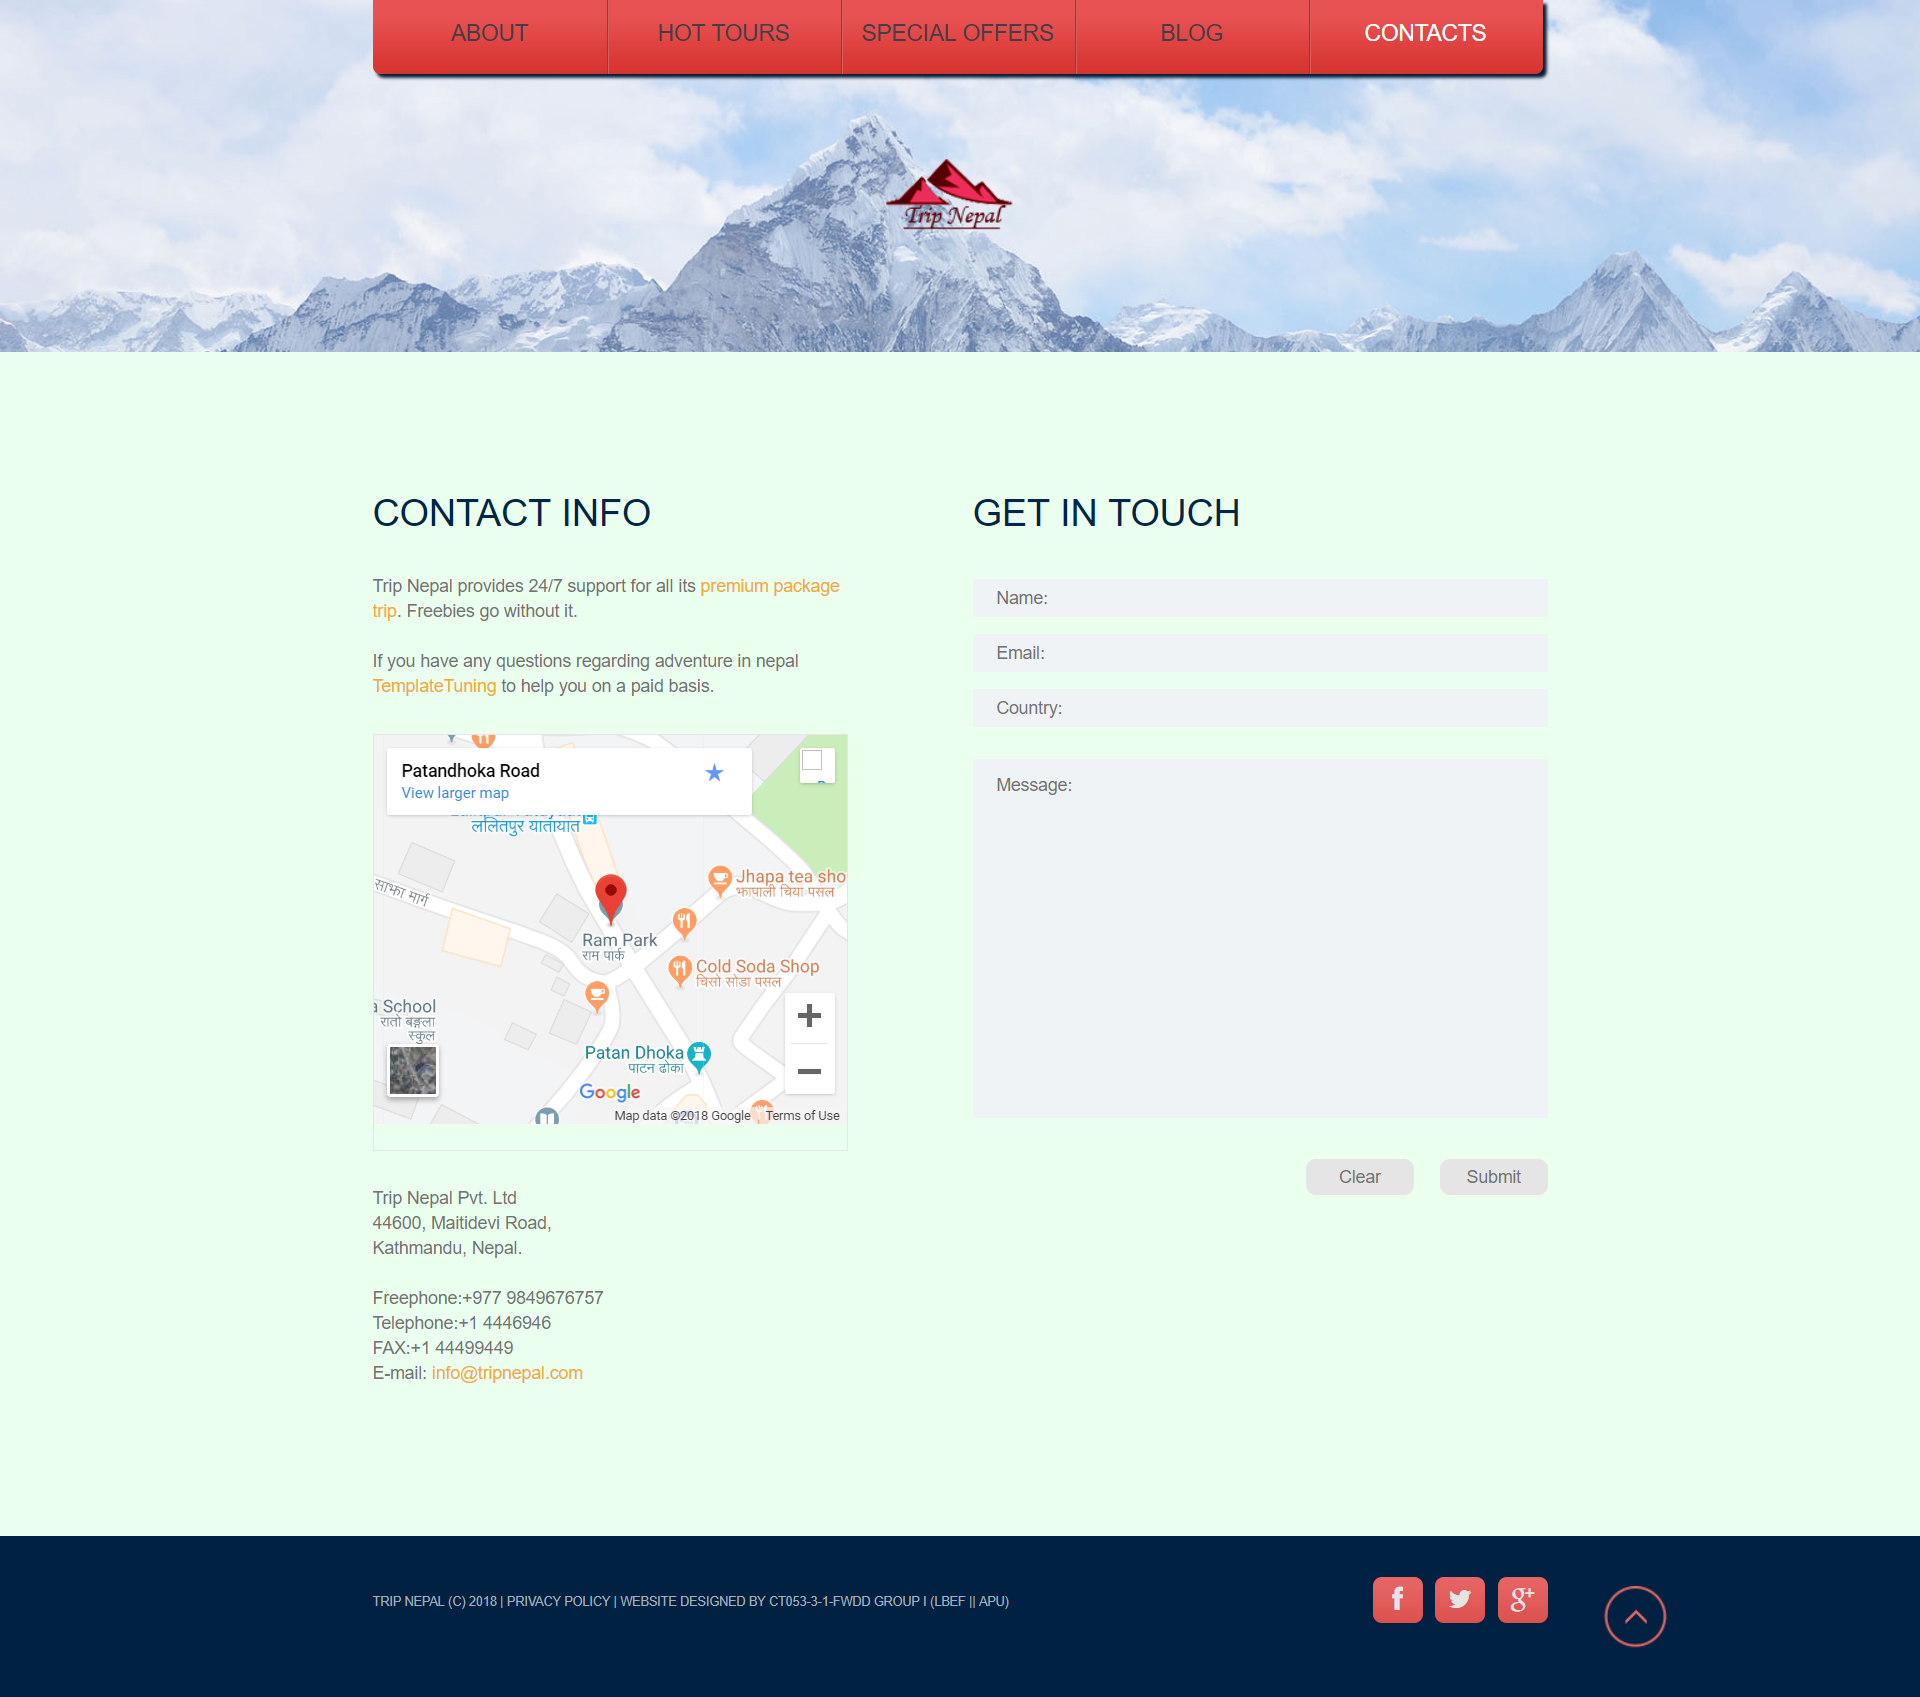 ABOUT
HOT TOURS
SPECIAL OFFERS
BLOG
CONTACTS
Trip Nepal
CONTACT INFO
Trip Nepal provides 24/7 support for all its premium package
trip. Freebies go without it.
If you have any questions regarding adventure in nepal
TemplateTuning to help you on a paid basis.
Patandhoka Road
View larger map
ललितपुर यातायात
साझा मार्ग
Jhapa tea sho
झापाली चिया पसल
Ram Park
राम पार्क
Cold Soda Shop
चिसो सोडा पसल
a School
रातो बङ्गला
स्कुल
Patan Dhoka
पाटन ढोका
Google
Map data ©2018 Google
Terms of Use
Trip Nepal Pvt. Ltd
44600, Maitidevi Road,
Kathmandu, Nepal.
Freephone:+977 9849676757
Telephone:+1 4446946
FAX:+1 44499449
E-mail: info@tripnepal.com
GET IN TOUCH
Name:
Email:
Country:
Message:
Clear
Submit
TRIP NEPAL (C) 2018 | PRIVACY POLICY | WEBSITE DESIGNED BY CT053-3-1-FWDD GROUP I (LBEF || APU)